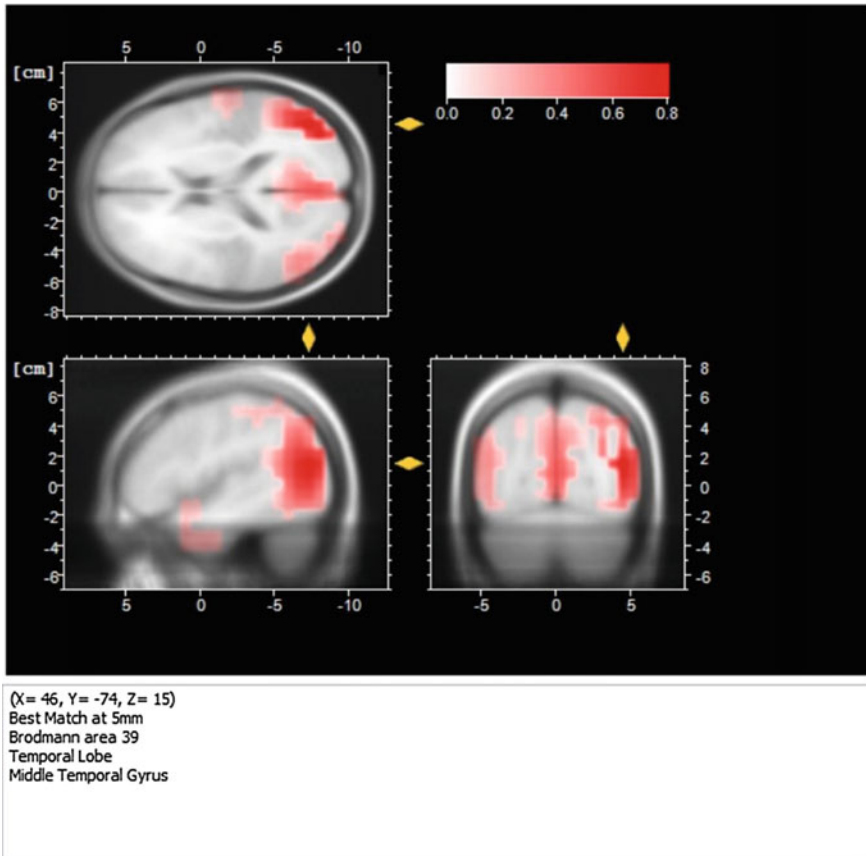 5 0 -5 -10
[cm]
6
4
2
0
-2
-4
-6
-8
0.0 0.2 0.4 0.6 0.8
[cm]
6
4
2
0
-2
-4
-6
5 0 -5 -10
8
6
4
2
0
-2
-4
-6
-5 0 5
(X= 46, Y= -74, Z= 15)
Best Match at 5mm
Brodmann area 39
Temporal Lobe
Middle Temporal Gyrus